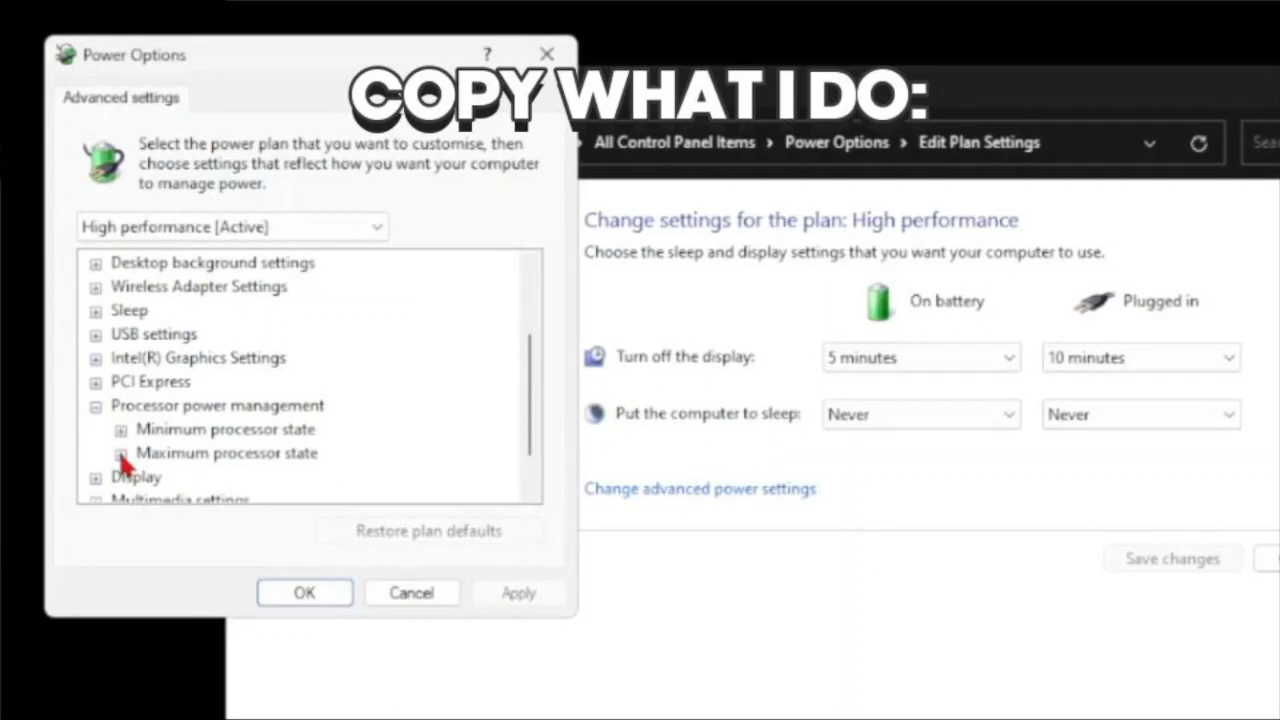 Power Options
?
COPY WHAT I DO:
Advanced settings
Select the power plan that you want to customise, then
choose settings that reflect how you want your computer
to manage power.
High performance [Active]
Desktop background settings
Wireless Adapter Settings
Sleep
USB settings
Intel(R) Graphics Settings
PCI Express
Processor power management
Minimum processor state
Maximum processor state
Display
Multimedia settings
Restore plan defaults
OK
Cancel
Apply
All Control Panel Items > Power Options > Edit Plan Settings
Change settings for the plan: High performance
Choose the sleep and display settings that you want your computer to use.
On battery
Plugged in
Turn off the display: 5 minutes 10 minutes
Put the computer to sleep: Never Never
Change advanced power settings
Save changes